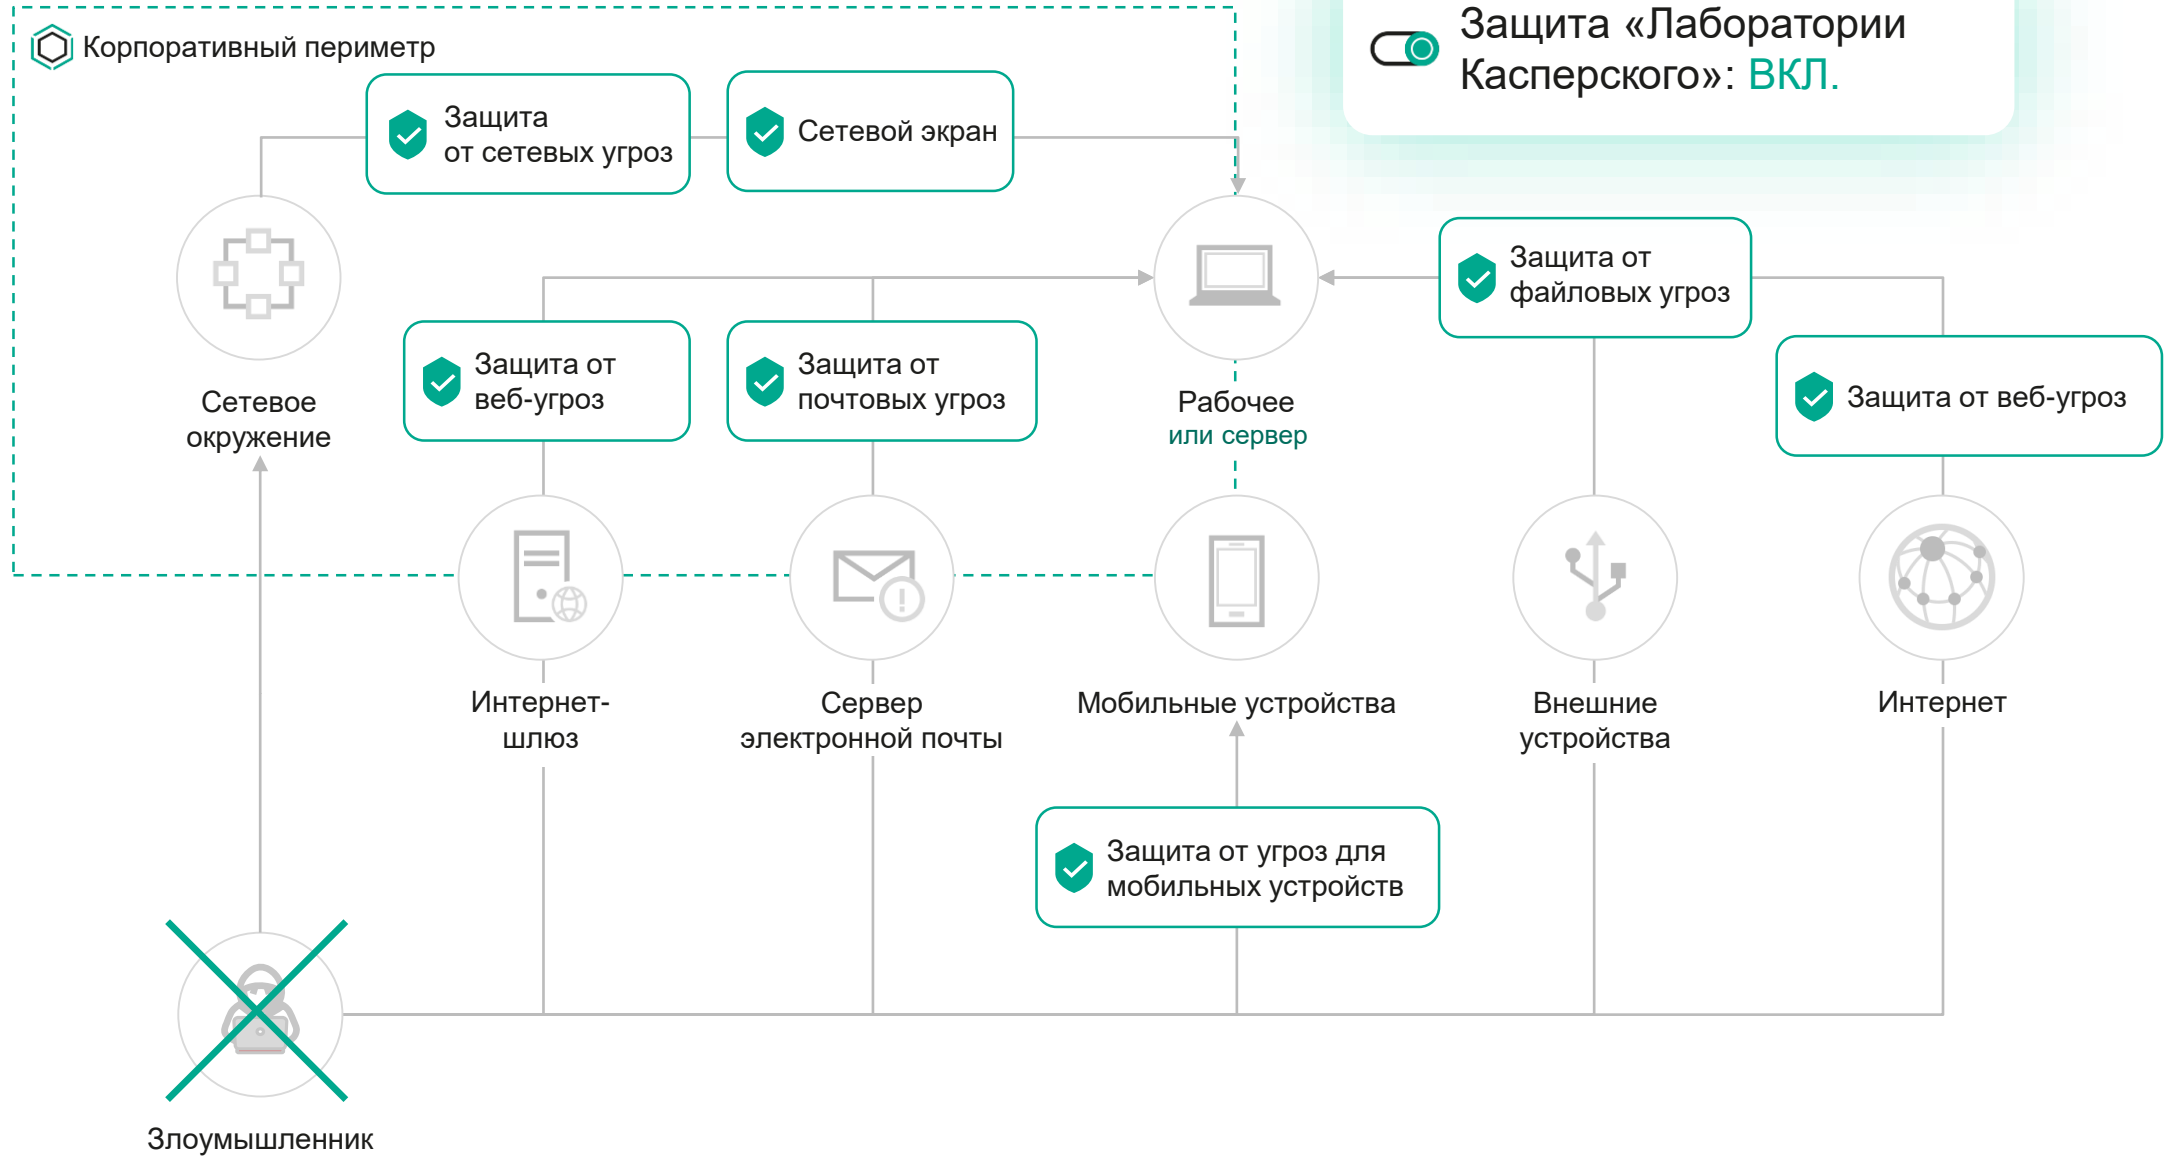 Корпоративный периметр
Защита «Лаборатории
Касперского»: ВКЛ.
Защита
от сетевых угроз
Сетевой экран
Защита от
файловых угроз
Защита от
веб-угроз
Защита от
почтовых угроз
Защита от веб-угроз
Сетевое
окружение
Рабочее
или сервер
Интернет-
шлюз
Сервер
электронной почты
Мобильные устройства
Внешние
устройства
Интернет
Защита от угроз для
мобильных устройств
Злоумышленник